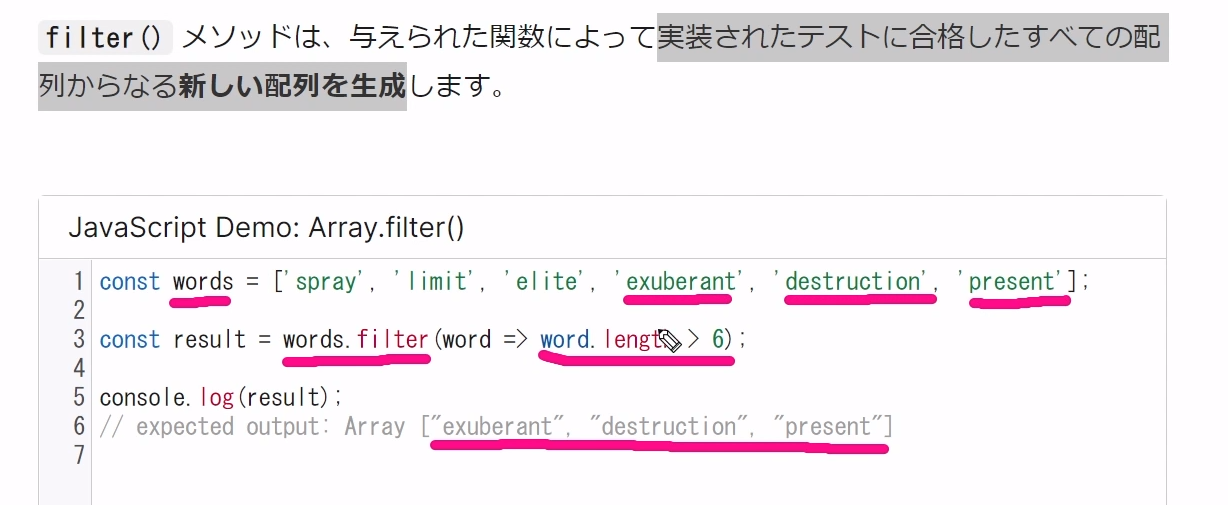 filter() メソッドは、与えられた関数によって実装されたテストに合格したすべての配
列からなる新しい配列を生成します。
JavaScript Demo: Array.filter()
1 const words = ['spray', 'limit', 'elite', 'exuberant', 'destruction', 'present'];
2
3 const result = words.filter(word => word.length > 6);
4
5 console.log(result);
6 // expected output: Array ["exuberant", "destruction", "present"]
7